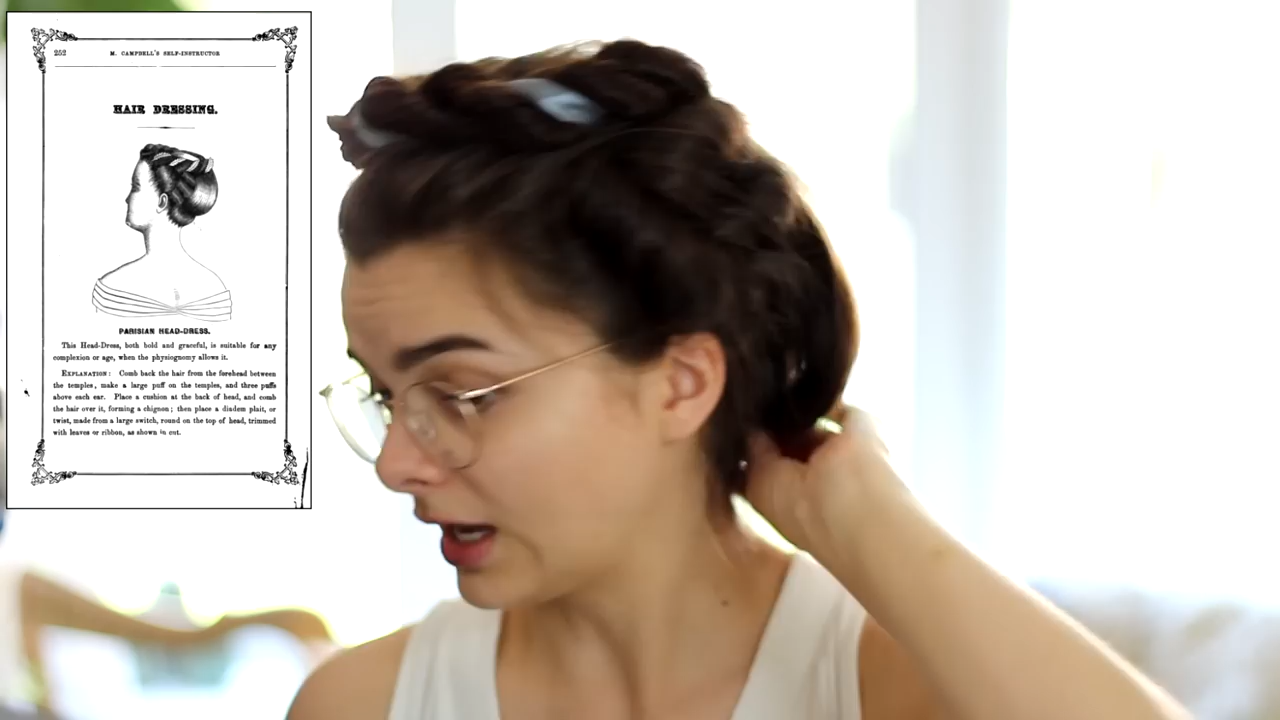 252
M. CAMPBELL'S SELF-INSTRUCTOR
HAIR DRESSING.
PARISIAN HEAD-DRESS.
This Head-Dress, both bold and graceful, is suitable for any
complexion or age, when the physiognomy allows it.
EXPLANATION: Comb back the hair from the forehead between
the temples, make a large puff on the temples, and three puffs
above each ear. Place a cushion at the back of head, and comb
the hair over it, forming a chignon; then place a diadem plait, or
twist, made from a large switch, round on the top of head, trimmed
with leaves or ribbon, as shown in cut.